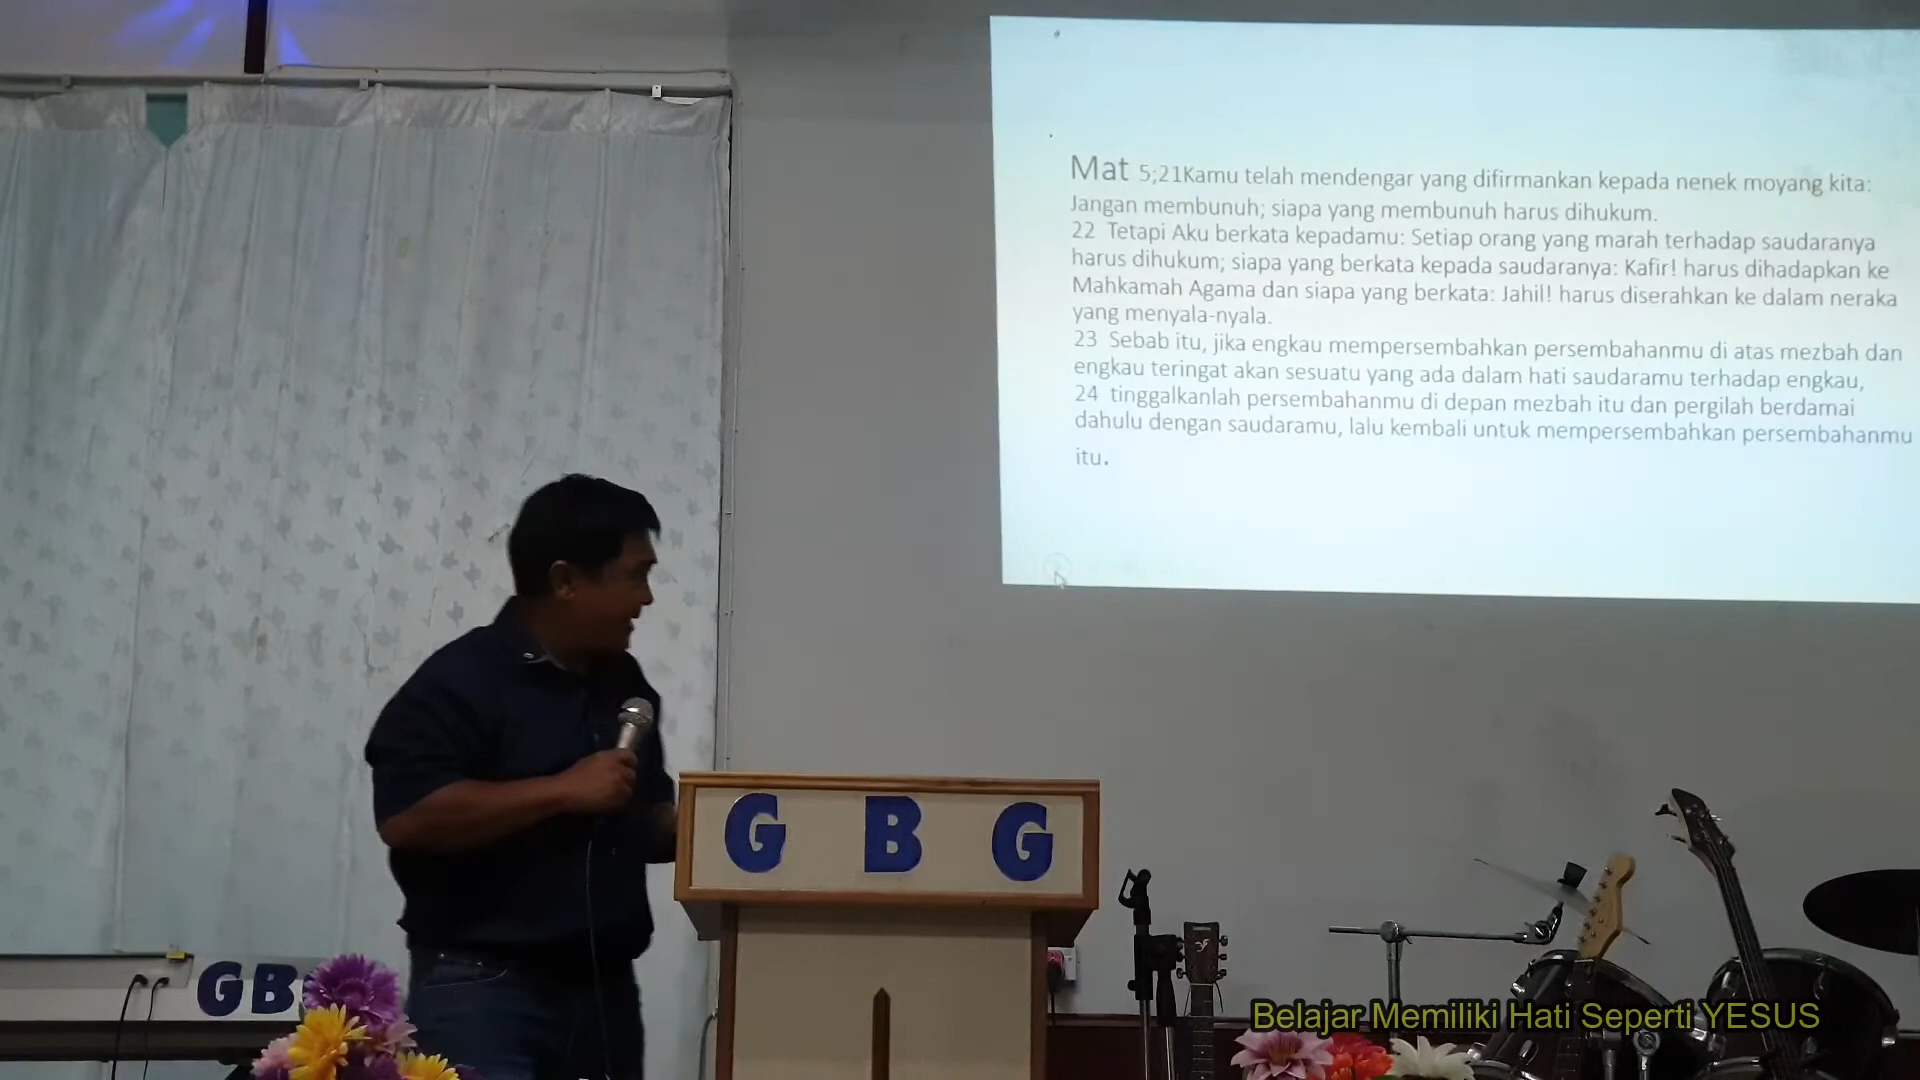 Mat 5;21Kamu telah mendengar yang difirmankan kepada nenek moyang kita:
Jangan membunuh; siapa yang membunuh harus dihukum.
22 Tetapi Aku berkata kepadamu: Setiap orang yang marah terhadap saudaranya
harus dihukum; siapa yang berkata kepada saudaranya: Kafir! harus dihadapkan ke
Mahkamah Agama dan siapa yang berkata: Jahil! harus diserahkan ke dalam neraka
yang menyala-nyala.
23 Sebab itu, jika engkau mempersembahkan persembahanmu di atas mezbah dan
engkau teringat akan sesuatu yang ada dalam hati saudaramu terhadap engkau,
24 tinggalkanlah persembahanmu di depan mezbah itu dan pergilah berdamai
dahulu dengan saudaramu, lalu kembali untuk mempersembahkan persembahanmu
itu.
G B G
GB
Belajar Memiliki Hati Seperti YESUS